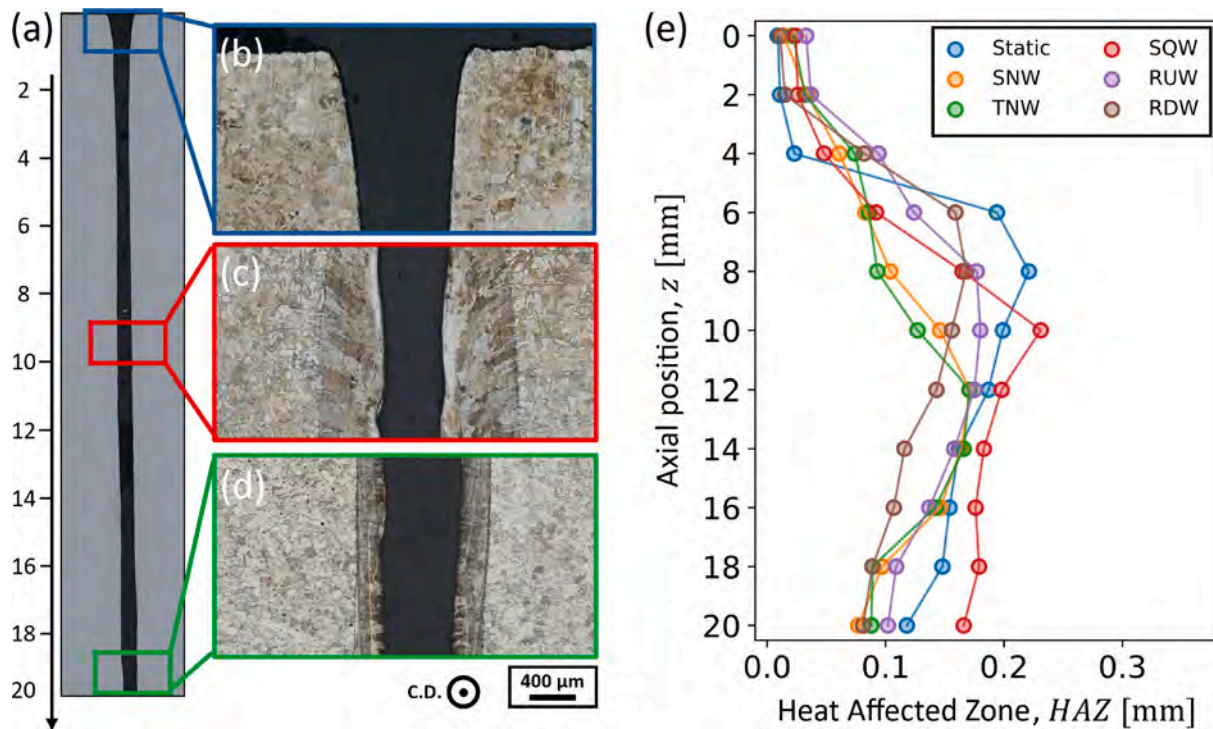 (a)
2
4
6
8
10
12
14
16
18
20
(b)
(c)
(d)
C.D.
400 µm
(e)
Static
SNW
TNW
SQW
RUW
RDW
0
2
4
6
8
10
12
14
16
18
20
Axial position, z [mm]
0.0 0.1 0.2 0.3
Heat Affected Zone, HAZ [mm]